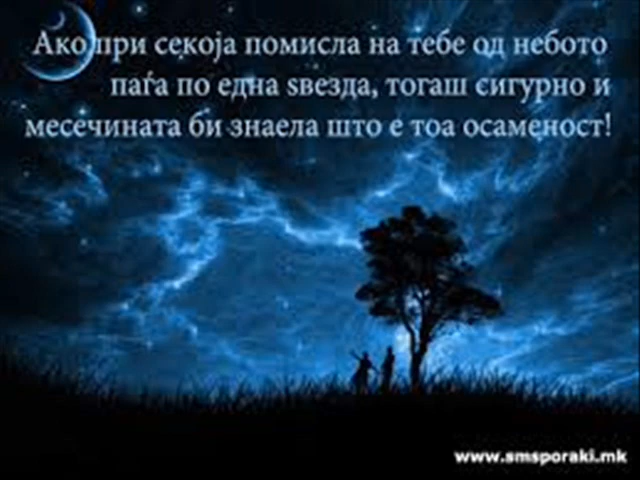 Ако при секоја помисла на тебе од небото
паѓа по една ѕвезда, тогаш сигурно и
месечината би знаела што е тоа осаменост!
www.smsporaki.mk